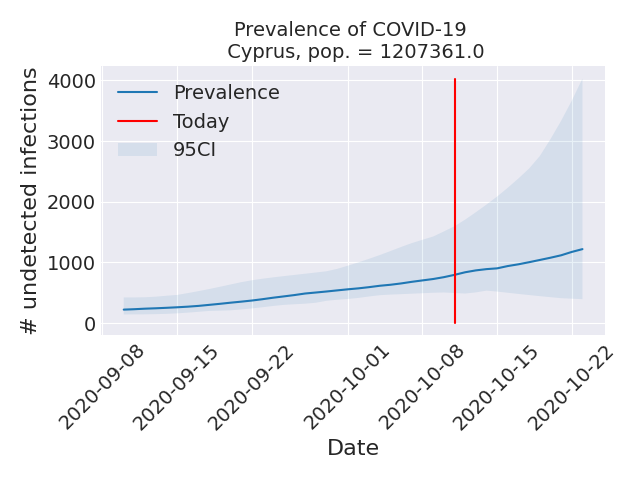 Prevalence of COVID-19
Cyprus, pop. = 1207361.0
# undetected infections
4000
3000
2000
1000
0
Prevalence
Today
95CI
2020-09-08
2020-09-15
2020-09-22
2020-10-01
2020-10-08
2020-10-15
2020-10-22
Date